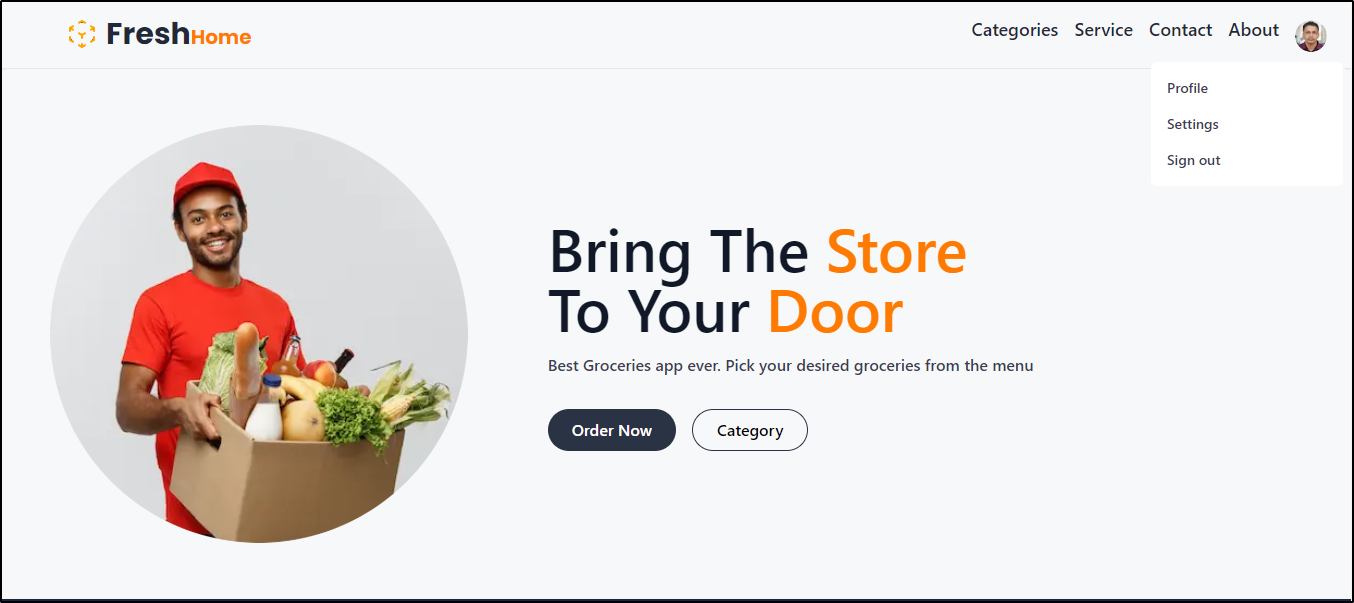 FreshHome
Categories Service Contact About
Profile
Settings
Sign out
Bring The Store
To Your Door
Best Groceries app ever. Pick your desired groceries from the menu
Order Now Category